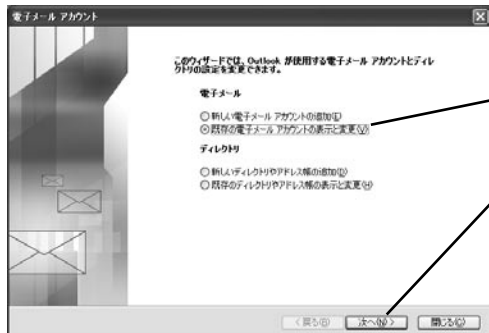 電子メール アカウント
このウィザードでは、Outlook が使用する電子メール アカウントとディレ
クトリの設定を変更できます。
電子メール
新しい電子メール アカウントの追加(E)
既存の電子メール アカウントの表示と変更(V)
ディレクトリ
新しいディレクトリやアドレス帳の追加(D)
既存のディレクトリやアドレス帳の表示と変更(H)
< 戻る(B) 次へ(N) > 閉じる(C)